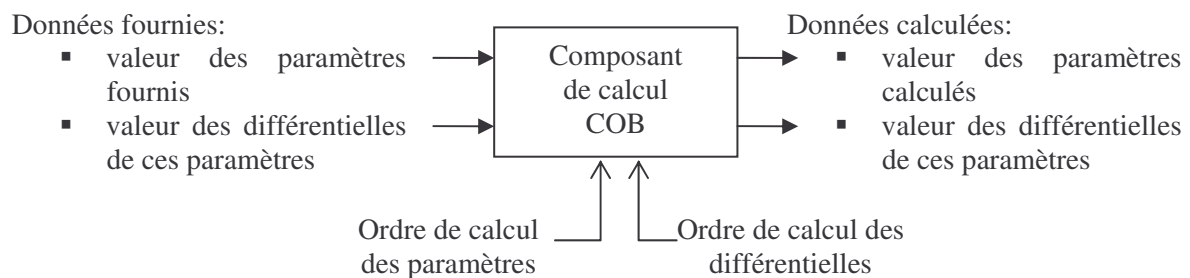 Données fournies:
▪ valeur des paramètres
fournis
▪ valeur des différentielles
de ces paramètres
Composant
de calcul
COB
Données calculées:
▪ valeur des paramètres
calculés
▪ valeur des différentielles
de ces paramètres
Ordre de calcul
des paramètres
Ordre de calcul des
différentielles